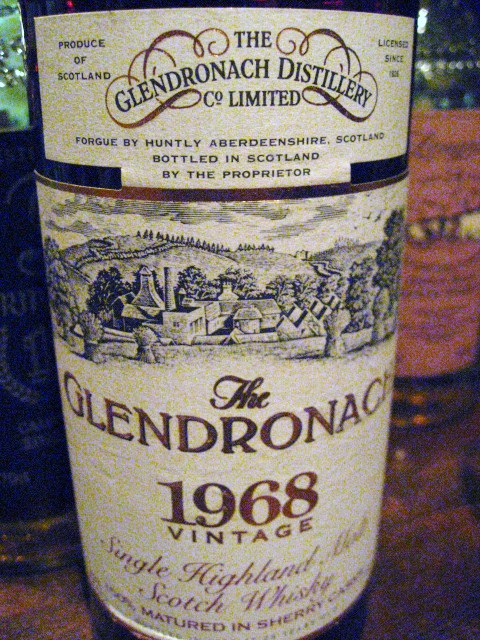 PRODUCE
OF
SCOTLAND
THE
GLENDRONACH DISTILLERY
Co LIMITED
LICENSED
SINCE
1826
FORGUE BY HUNTLY ABERDEENSHIRE, SCOTLAND
BOTTLED IN SCOTLAND
BY THE PROPRIETOR
The
GLENDRONACH
1968
VINTAGE
Single Highland Malt
Scotch Whisky
MATURED IN SHERRY CASKS